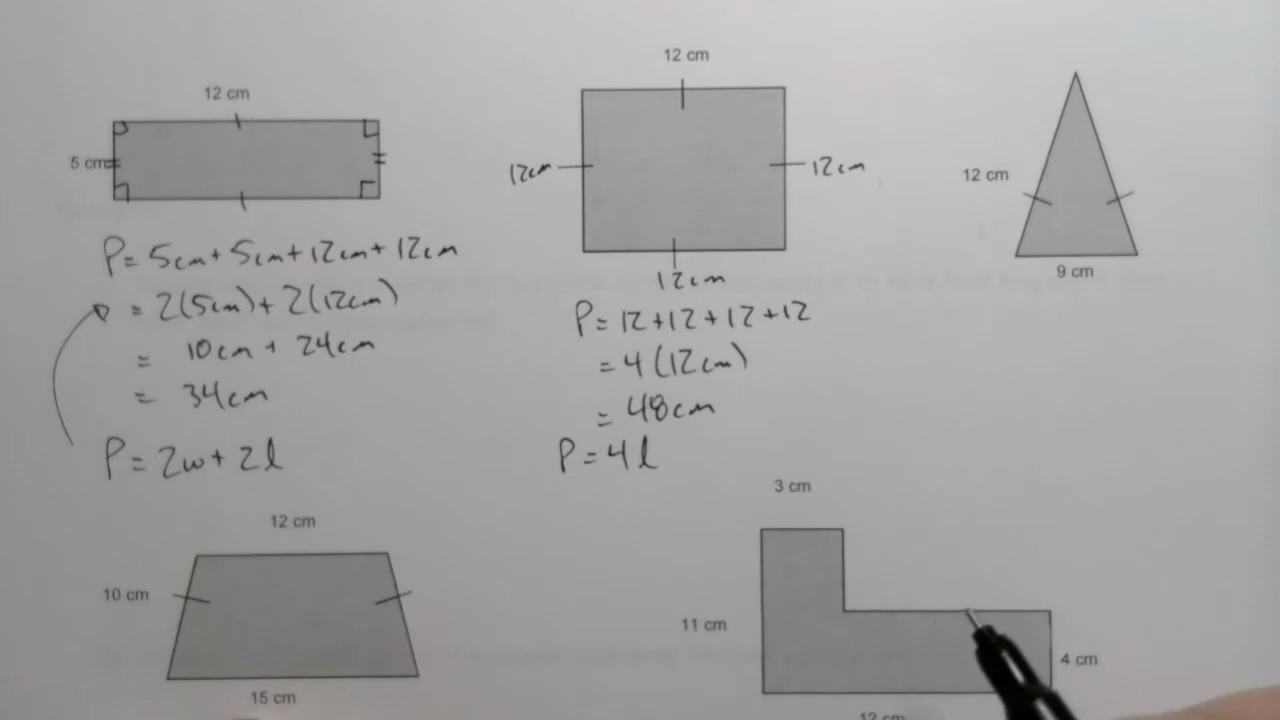 12 cm
5 cm
P= 5cm+5cm+12cm+12cm
= 2(5cm)+2(12cm)
= 10cm + 24cm
= 34cm
P= 2w+2l
12 cm
12cm
12cm
12cm
P= 12+12+12+12
= 4(12cm)
= 48cm
P=4l
12 cm
9 cm
12 cm
10 cm
15 cm
3 cm
11 cm
4 cm
12 cm